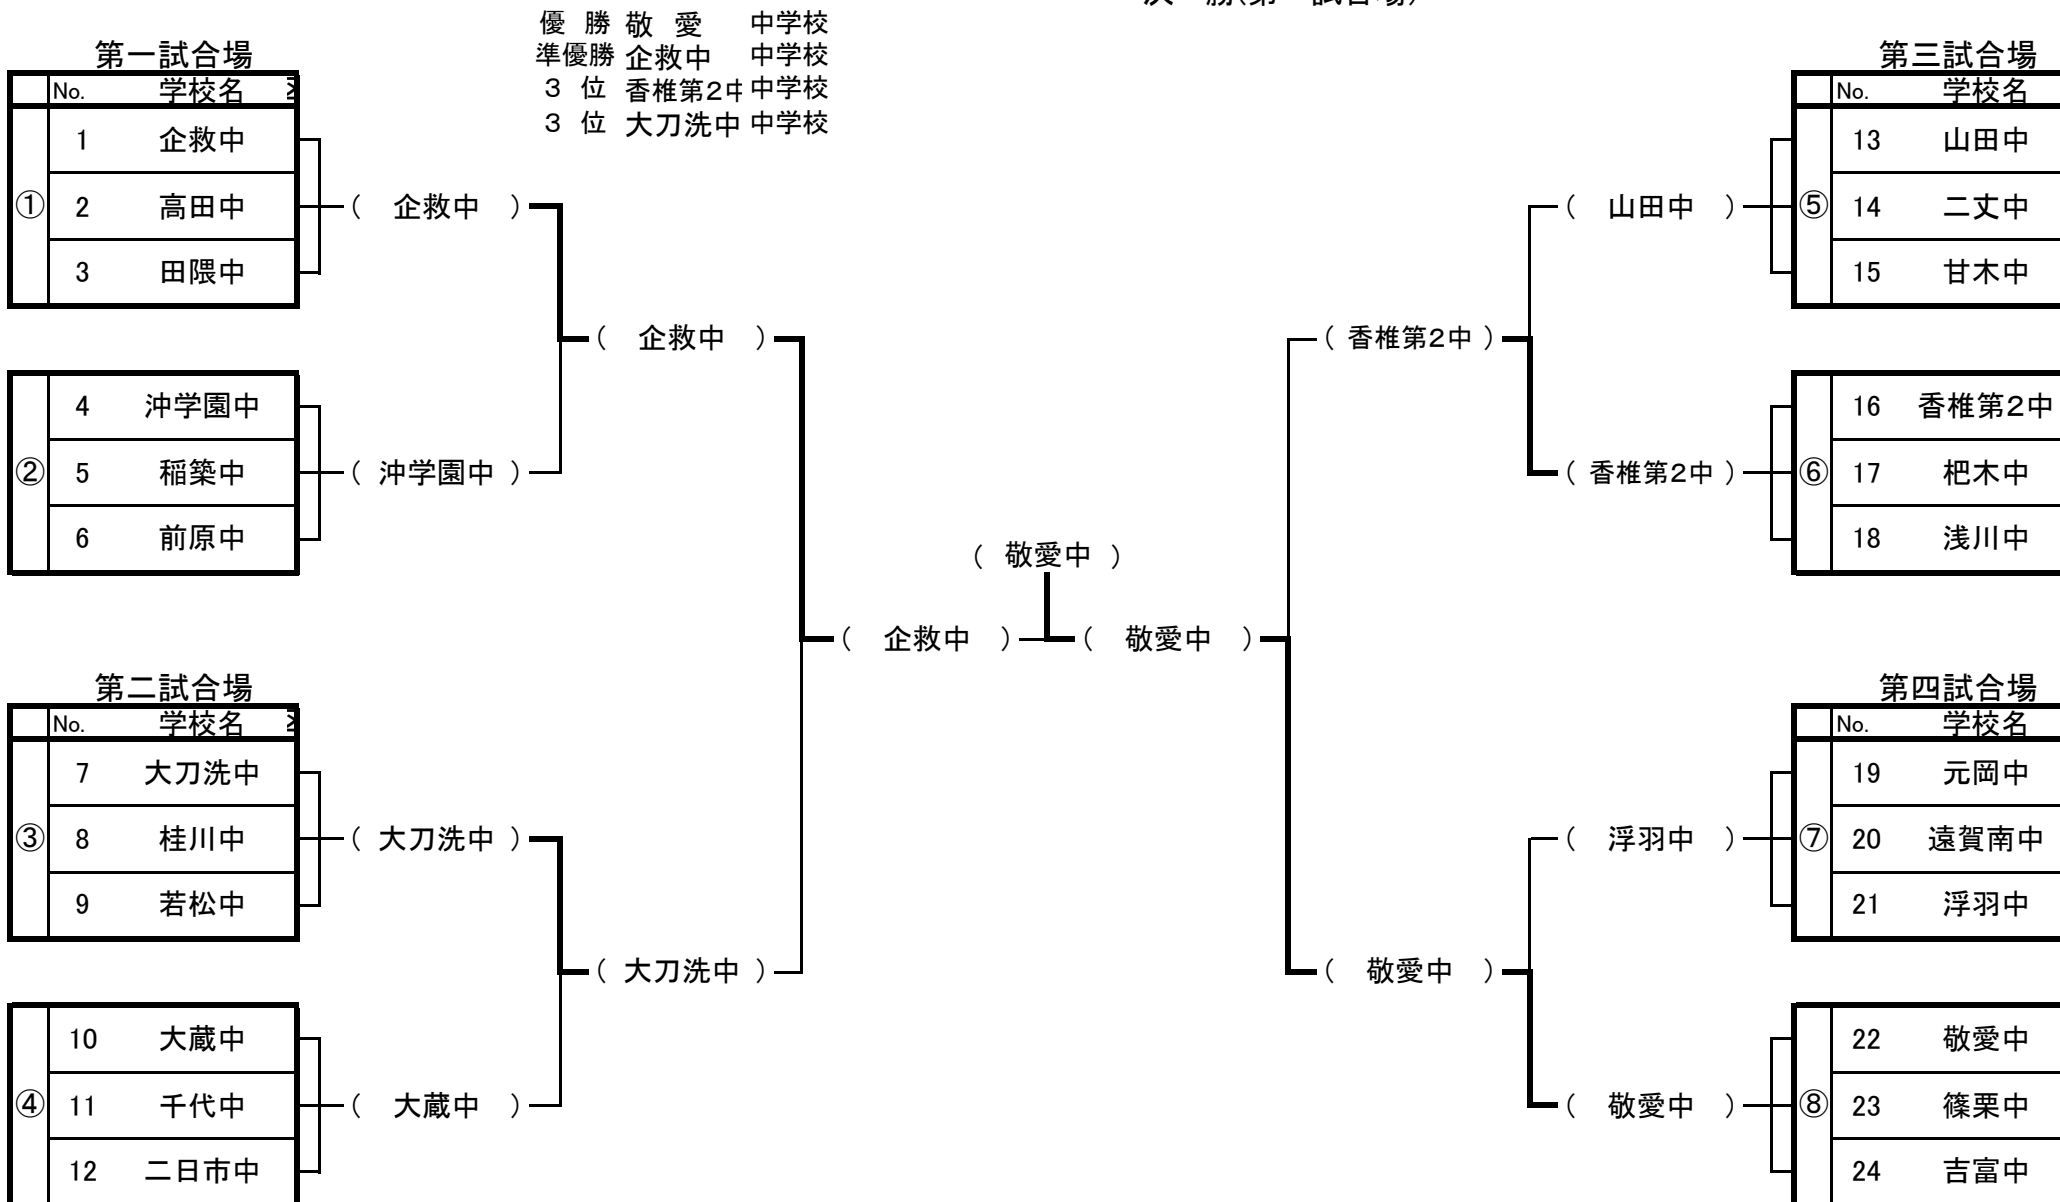 優 勝 敬 愛 中学校
準優勝 企救中 中学校
3 位 香椎第2中 中学校
3 位 大刀洗中 中学校
第一試合場
No. 学校名
① 
1 企救中
2 高田中
3 田隈中
( 企救中 )
② 
4 沖学園中
5 稲築中
6 前原中
( 沖学園中 )
( 企救中 )
第二試合場
No. 学校名
③ 
7 大刀洗中
8 桂川中
9 若松中
( 大刀洗中 )
④ 
10 大蔵中
11 千代中
12 二日市中
( 大蔵中 )
( 大刀洗中 )
( 企救中 )
( 敬愛中 )
( 敬愛中 )
第三試合場
No. 学校名
⑤ 
13 山田中
14 二丈中
15 甘木中
( 山田中 )
⑥ 
16 香椎第2中
17 杷木中
18 浅川中
( 香椎第2中 )
( 香椎第2中 )
第四試合場
No. 学校名
⑦ 
19 元岡中
20 遠賀南中
21 浮羽中
( 浮羽中 )
⑧ 
22 敬愛中
23 篠栗中
24 吉富中
( 敬愛中 )
( 敬愛中 )